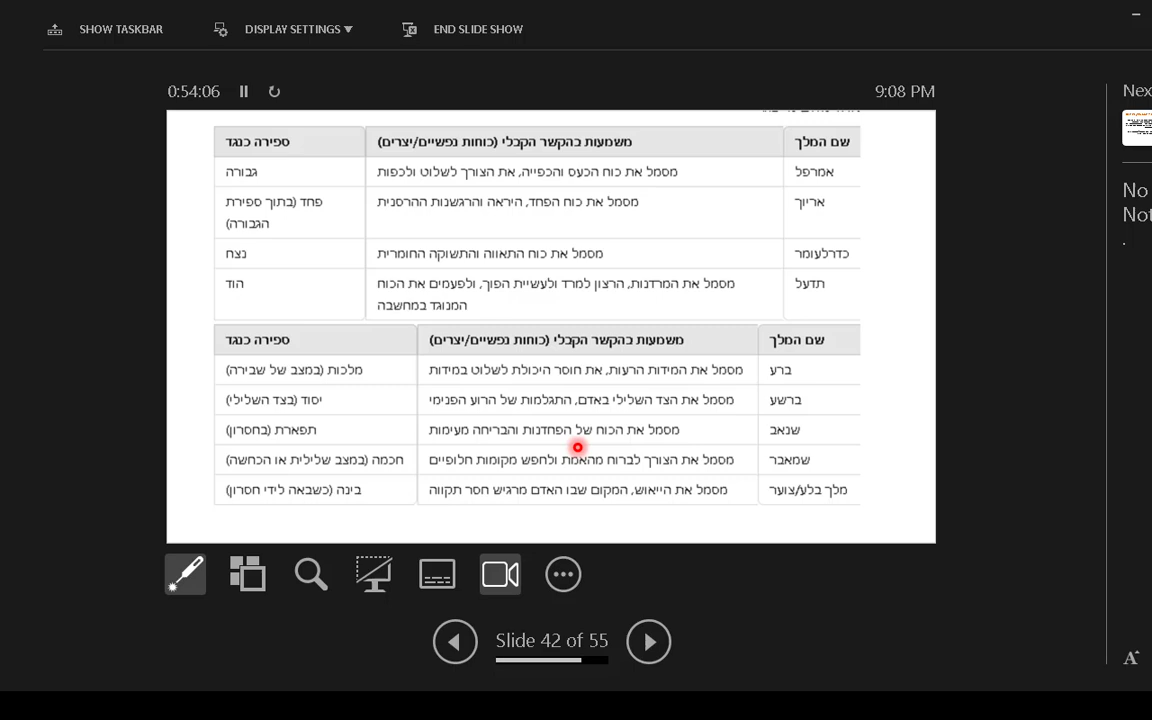 SHOW TASKBAR
DISPLAY SETTINGS
END SLIDE SHOW
0:54:06
9:08 PM
שם המלך משמעות בהקשר הקבלי (כוחות נפשיים/יצרים) ספירה כנגד
אמרפל מסמל את כוח הכעס והכפייה, את הצורך לשלוט ולכפות גבורה
אריוך מסמל את כוח הפחד, היראה והרגשנות ההרסנית פחד (בתוך ספירת
הגבורה)
כדרלעומר מסמל את כוח התאווה והתשוקה החומרית נצח
תדעל מסמל את המרדנות, הרצון למרד ולעשיית הפוך, ולפעמים את הכוח הוד
המנוגד במחשבה
שם המלך משמעות בהקשר הקבלי (כוחות נפשיים/יצרים) ספירה כנגד
ברע מסמל את המידות הרעות, את חוסר היכולת לשלוט במידות מלכות (במצב של שבירה)
ברשע מסמל את הצד השלילי באדם, התגלמות של הרוע הפנימי יסוד (בצד השלילי)
שנאב מסמל את הכוח של הפחדנות והבריחה מעימות תפארת (בחסרון)
שמאבר מסמל את הצורך לברוח מהאמת ולחפש מקומות חלופיים חכמה (במצב שלילית או הכחשה)
מלך בלע/צוער מסמל את הייאוש, המקום שבו האדם מרגיש חסר תקווה בינה (כשבאה לידי חסרון)
Slide 42 of 55
Nex
No
Not
.
A